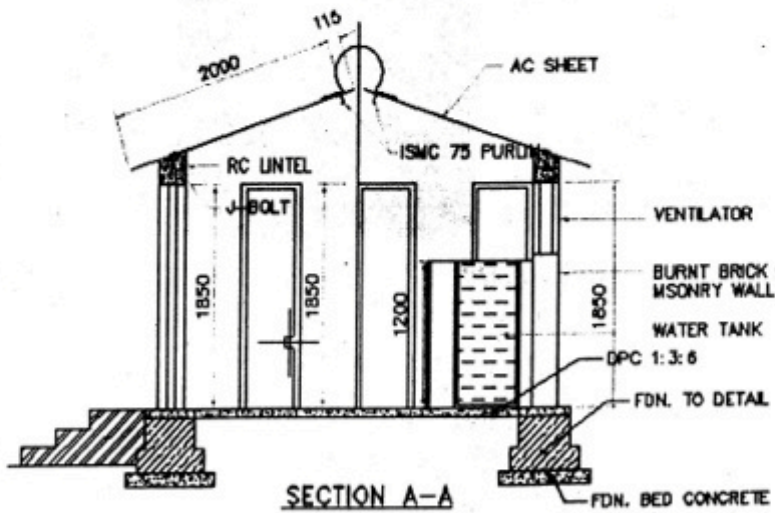 115
2000
AC SHEET
ISMC 75 PURLIN
RC LINTEL
J-BOLT
VENTILATOR
BURNT BRICK
MSONRY WALL
1850
1850
1200
1850
WATER TANK
DPC 1:3:6
FDN. TO DETAIL
SECTION A-A
FDN. BED CONCRETE